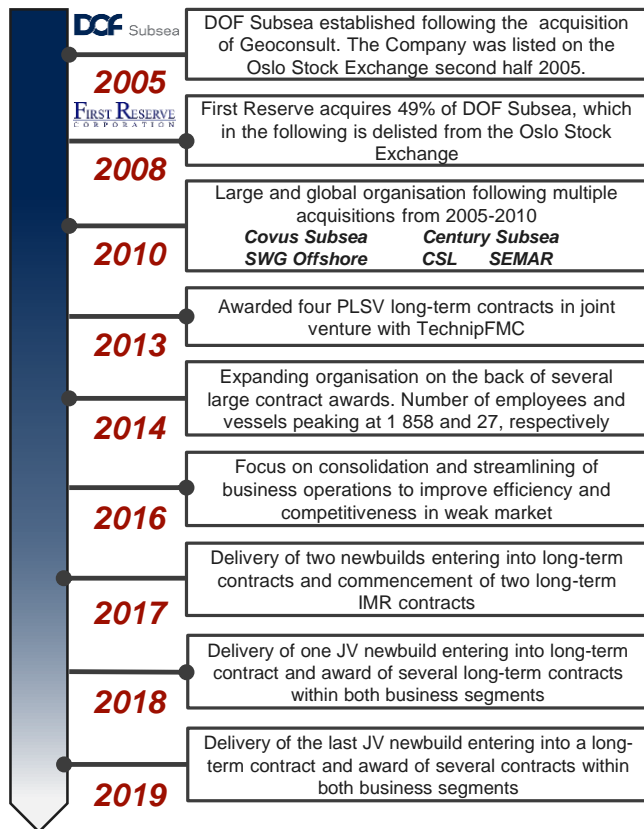 DOF Subsea
DOF Subsea established following the acquisition
of Geoconsult. The Company was listed on the
Oslo Stock Exchange second half 2005.
2005
FIRST RESERVE
CORPORATION
First Reserve acquires 49% of DOF Subsea, which
in the following is delisted from the Oslo Stock
Exchange
2008
Large and global organisation following multiple
acquisitions from 2005-2010
Covus Subsea Century Subsea
SWG Offshore CSL SEMAR
2010
Awarded four PLSV long-term contracts in joint
venture with TechnipFMC
2013
Expanding organisation on the back of several
large contract awards. Number of employees and
vessels peaking at 1 858 and 27, respectively
2014
Focus on consolidation and streamlining of
business operations to improve efficiency and
competitiveness in weak market
2016
Delivery of two newbuilds entering into long-term
contracts and commencement of two long-term
IMR contracts
2017
Delivery of one JV newbuild entering into long-term
contract and award of several long-term contracts
within both business segments
2018
Delivery of the last JV newbuild entering into a long-
term contract and award of several contracts within
both business segments
2019